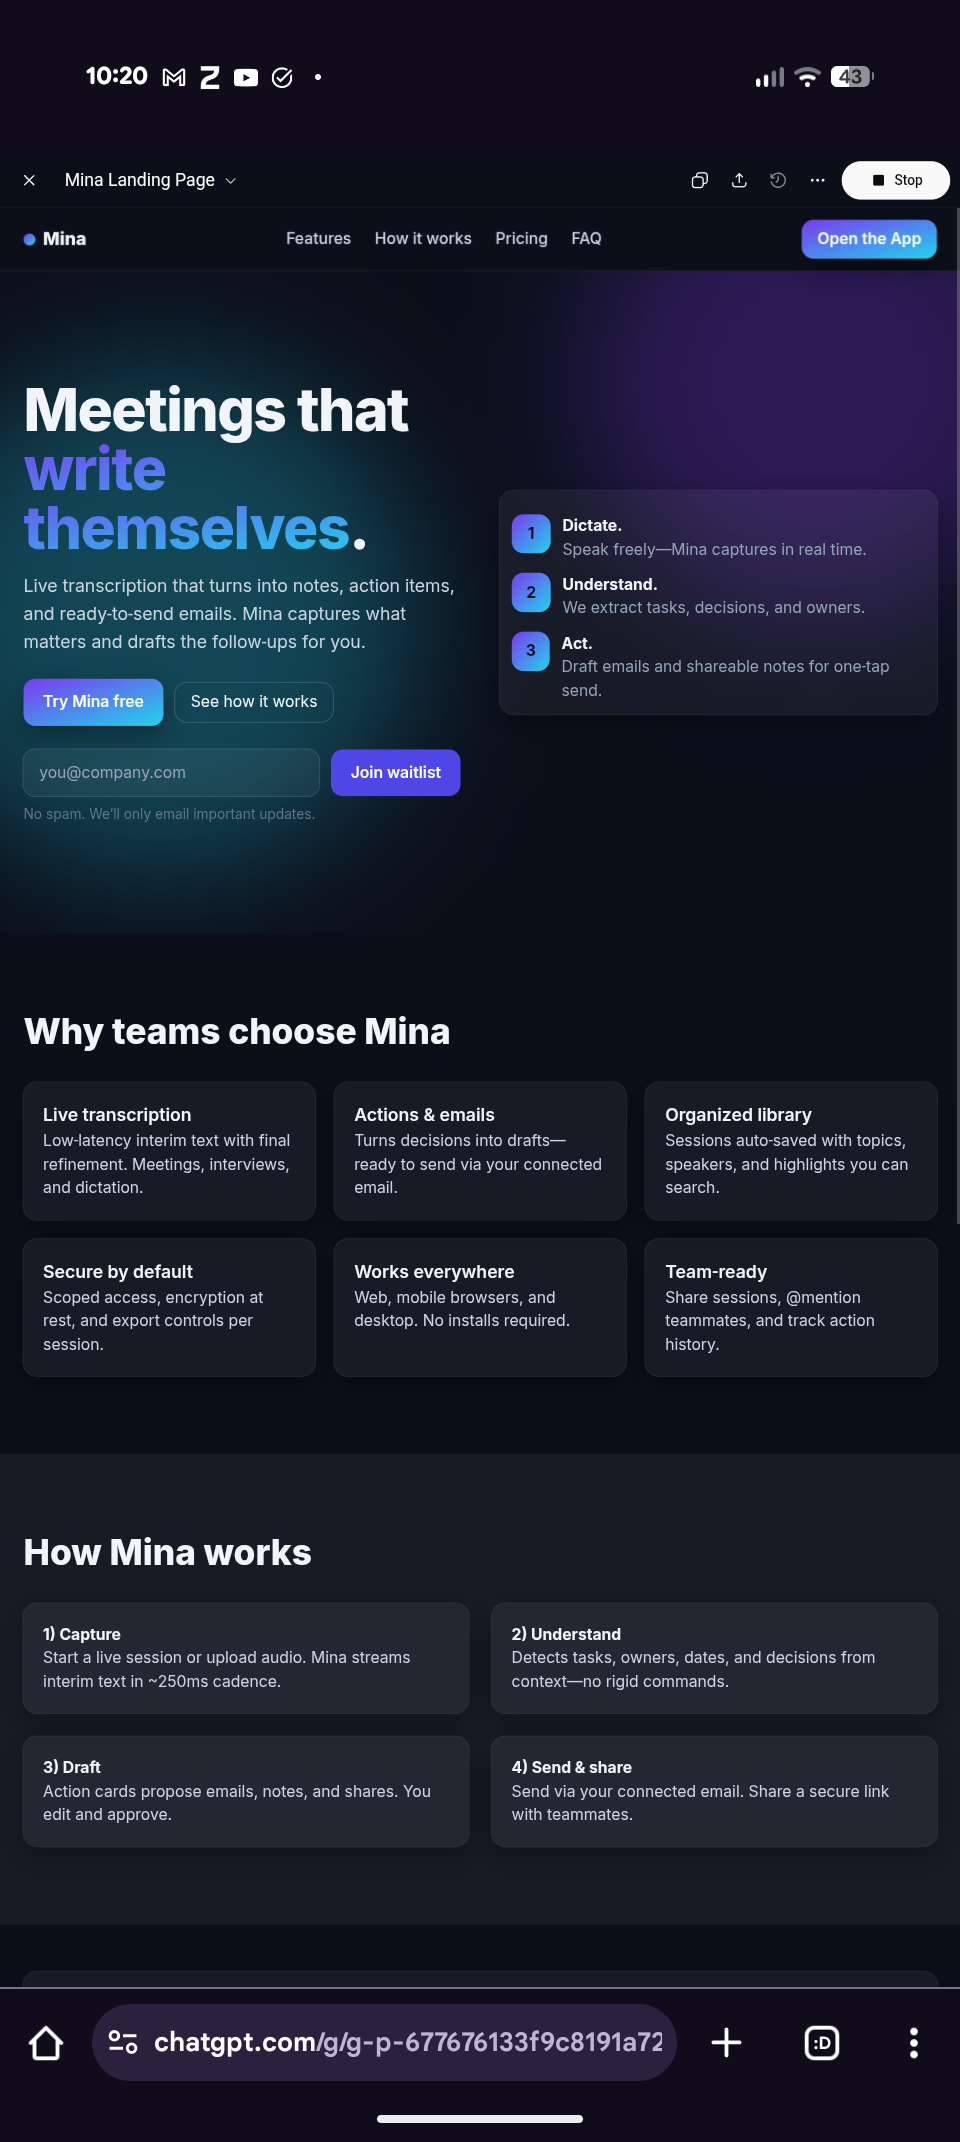 10:20
43
Mina Landing Page
Stop
Mina
Features
How it works
Pricing
FAQ
Open the App
Meetings that
write
themselves.
Live transcription that turns into notes, action items,
and ready-to-send emails. Mina captures what
matters and drafts the follow-ups for you.
Try Mina free
See how it works
you@company.com
Join waitlist
No spam. We'll only email important updates.
1
Dictate.
Speak freely—Mina captures in real time.
2
Understand.
We extract tasks, decisions, and owners.
3
Act.
Draft emails and shareable notes for one-tap
send.
Why teams choose Mina
Live transcription
Low-latency interim text with final
refinement. Meetings, interviews,
and dictation.
Actions & emails
Turns decisions into drafts—
ready to send via your connected
email.
Organized library
Sessions auto-saved with topics,
speakers, and highlights you can
search.
Secure by default
Scoped access, encryption at
rest, and export controls per
session.
Works everywhere
Web, mobile browsers, and
desktop. No installs required.
Team-ready
Share sessions, @mention
teammates, and track action
history.
How Mina works
1) Capture
Start a live session or upload audio. Mina streams
interim text in ~250ms cadence.
2) Understand
Detects tasks, owners, dates, and decisions from
context—no rigid commands.
3) Draft
Action cards propose emails, notes, and shares. You
edit and approve.
4) Send & share
Send via your connected email. Share a secure link
with teammates.
chatgpt.com/g/g-p-677676133f9c8191a72
:D